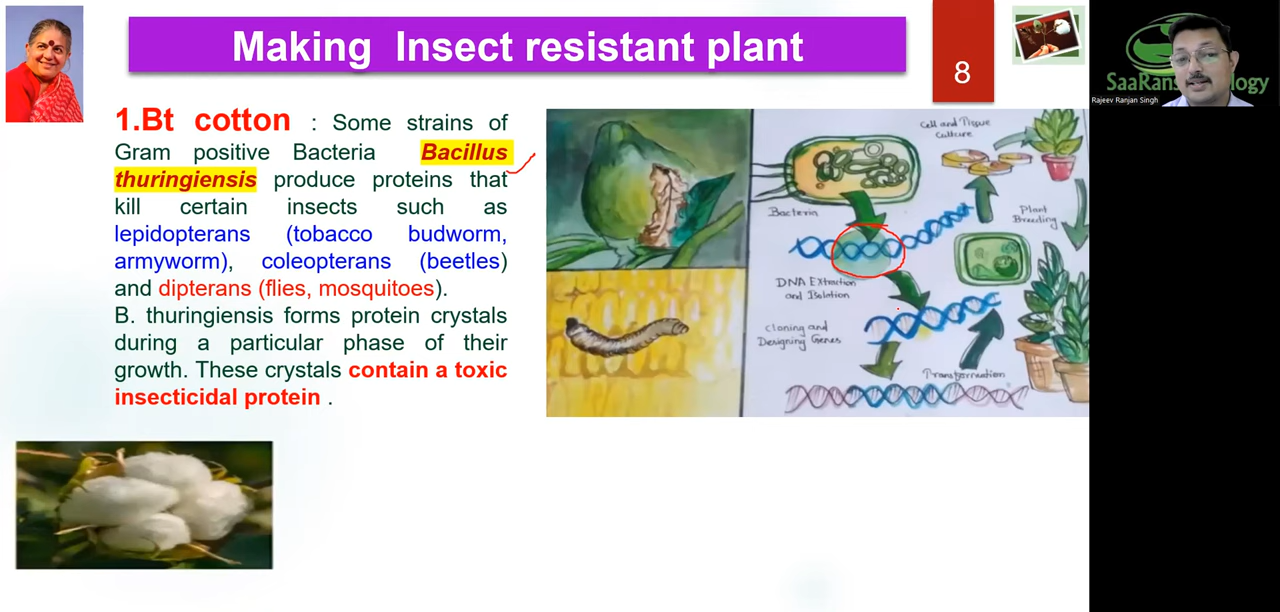 Making Insect resistant plant
8
SaaRans
ogy
Rajeev Ranjan Singh
1.Bt cotton : Some strains of
Gram positive Bacteria Bacillus
thuringiensis produce proteins that
kill certain insects such as
lepidopterans (tobacco budworm,
armyworm), coleopterans (beetles)
and dipterans (flies, mosquitoes).
B. thuringiensis forms protein crystals
during a particular phase of their
growth. These crystals contain a toxic
insecticidal protein .
Cell and Tissue
Culture
Bacteria
Plant
Breeding
DNA Extraction
and Isolation
Cloning and
Designing Genes
Transformation